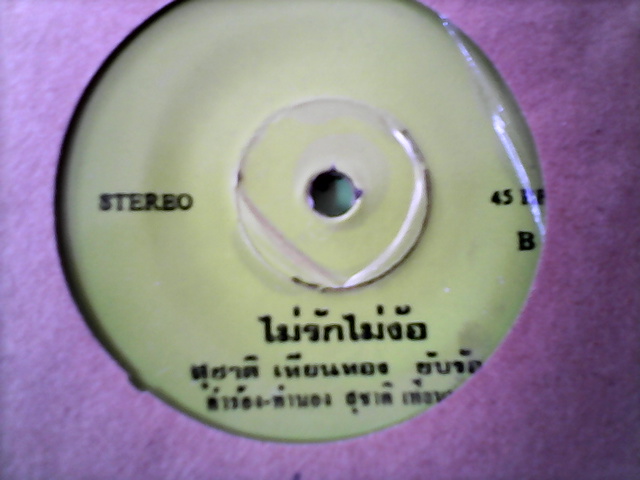 STEREO
45
B
ไม่รักไม่ง้อ
สุชาติ เทียนทอง
คำร้อง-ทำนอง สุชาติ